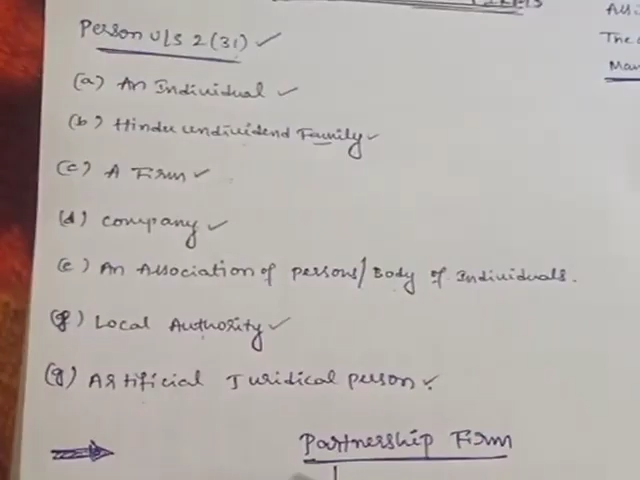 Person U/S 2(31)
(a) An Individual
(b) Hindu undividend Family
(c) A Firm
(d) company
(e) An Association of persons/Body of Individuals.
(f) Local Authority
(g) Artificial Juridical person
Partnership Firm